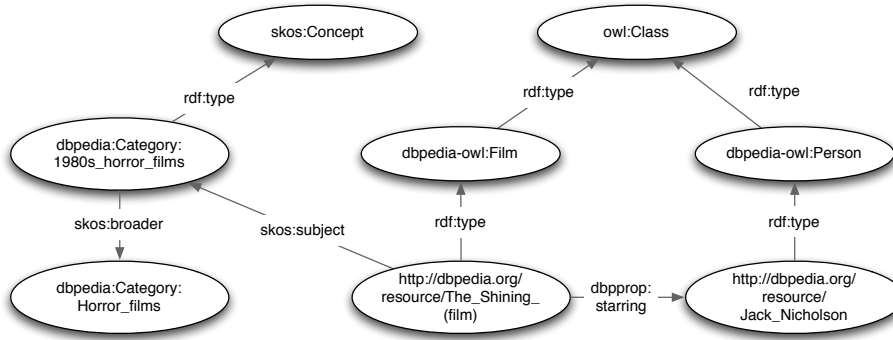 skos:Concept
owl:Class
rdf:type
rdf:type
rdf:type
dbpedia:Category:
1980s_horror_films
dbpedia-owl:Film
dbpedia-owl:Person
skos:broader
skos:subject
rdf:type
rdf:type
dbpedia:Category:
Horror_films
http://dbpedia.org/
resource/The_Shining_
(film)
dbpprop:
starring
http://dbpedia.org/
resource/
Jack_Nicholson